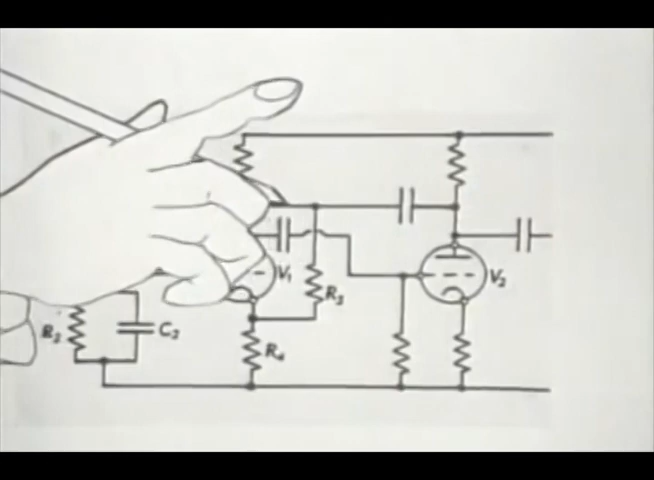 V₁
V₂
R₃
R₂
C₂
R₄